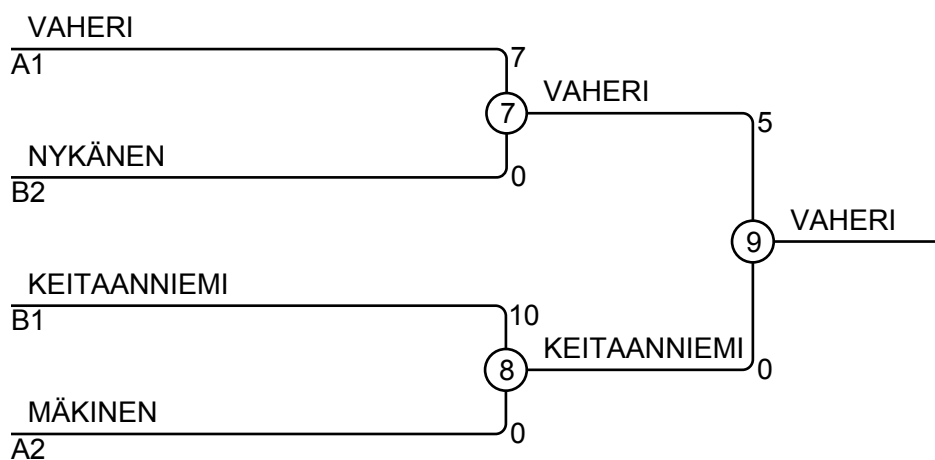 VAHERI
A1
7
7
VAHERI
5
NYKÄNEN
B2
0
9
VAHERI
KEITAANNIEMI
B1
10
8
KEITAANNIEMI
0
MÄKINEN
A2
0